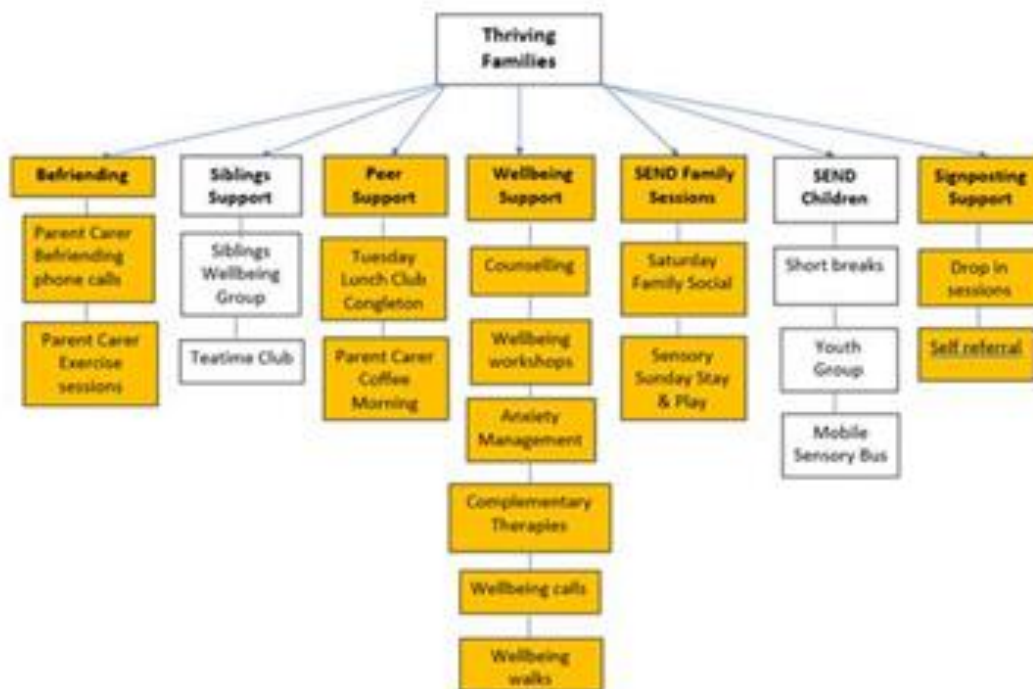 Thriving
Families
Befriending
Parent Carer
Befriending
phone calls
Parent Carer
Exercise
sessions
Siblings
Support
Siblings
Wellbeing
Group
Teatime Club
Peer
Support
Tuesday
Lunch Club
Congleton
Parent Carer
Coffee
Morning
Wellbeing
Support
Counselling
Wellbeing
workshops
Anxiety
Management
Complementary
Therapies
Wellbeing calls
Wellbeing
walks
SEND Family
Sessions
Saturday
Family Social
Sensory
Sunday Stay
& Play
SEND
Children
Short breaks
Youth
Group
Mobile
Sensory Bus
Signposting
Support
Drop in
sessions
Self referral